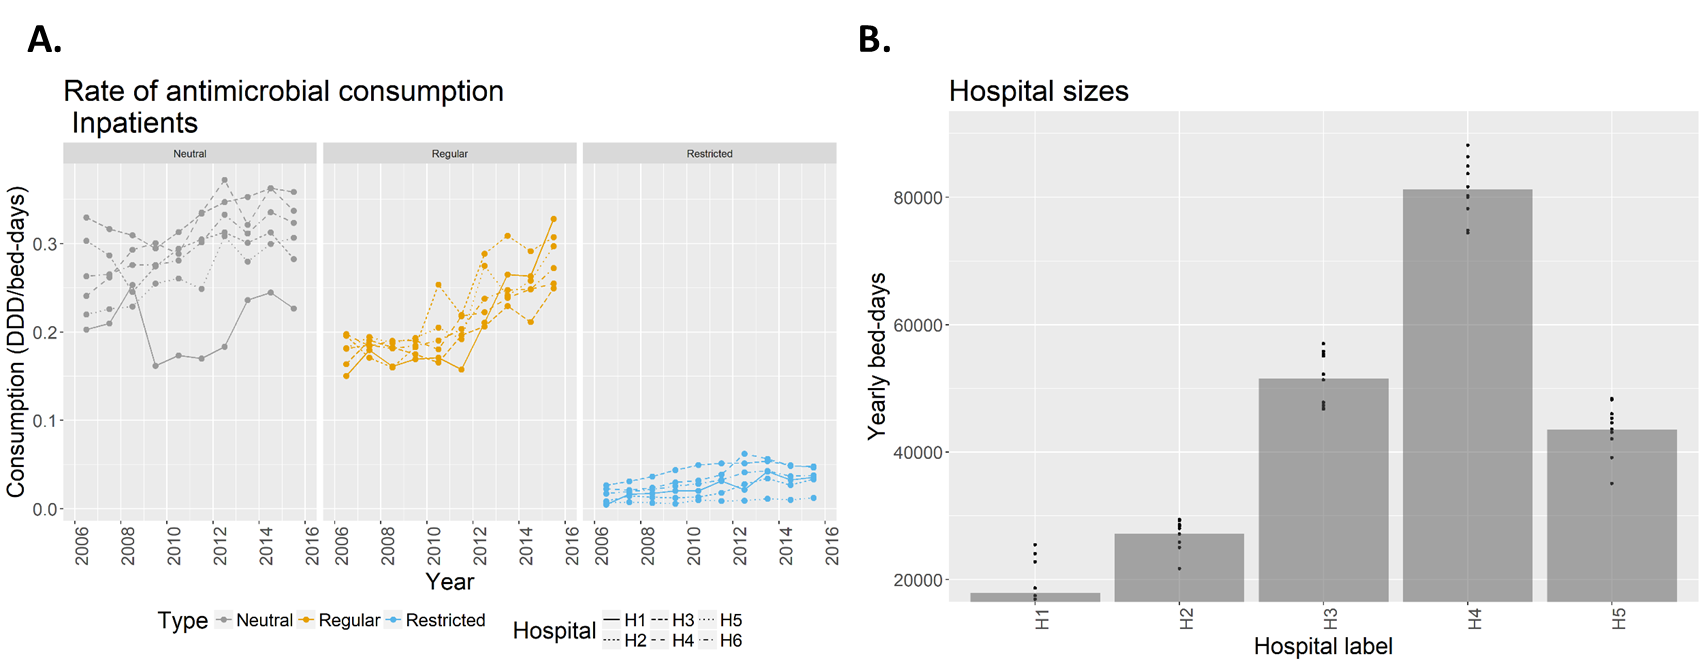 A.
B.
Rate of antimicrobial consumption
Inpatients
Hospital sizes
Neutral
Regular
Restricted
Consumption (DDD/bed-days)
0.3
0.2
0.1
0.0
2006 2008 2010 2012 2014 2016
2006 2008 2010 2012 2014 2016
2006 2008 2010 2012 2014 2016
Year
Type Neutral Regular Restricted
Hospital H1 H3 H5
H2 H4 H6
Yearly bed-days
80000
60000
40000
20000
H1 H2 H3 H4 H5
Hospital label